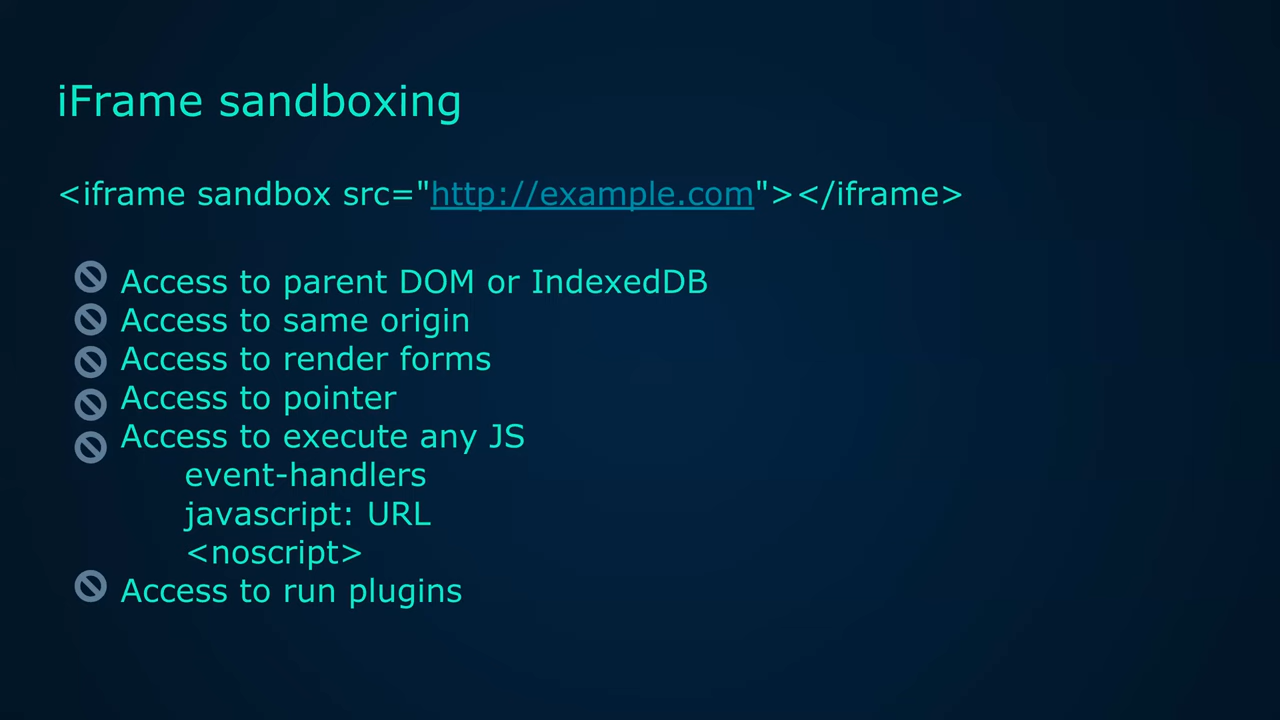 iFrame sandboxing
<iframe sandbox src="http://example.com"></iframe>
Access to parent DOM or IndexedDB
Access to same origin
Access to render forms
Access to pointer
Access to execute any JS
event-handlers
javascript: URL
<noscript>
Access to run plugins